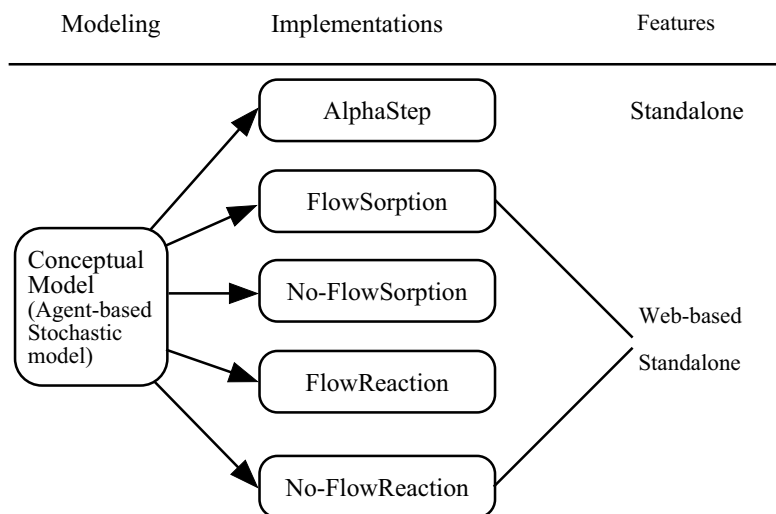 Modeling
Implementations
Features
AlphaStep
Standalone
FlowSorption
Conceptual
Model
(Agent-based
Stochastic
model)
No-FlowSorption
Web-based
Standalone
FlowReaction
No-FlowReaction